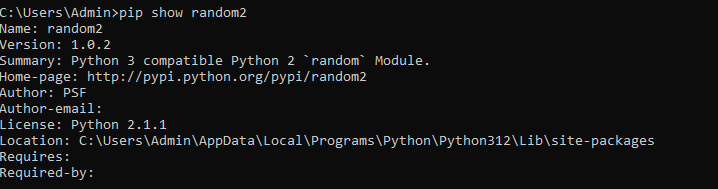 C:\Users\Admin>pip show random2
Name: random2
Version: 1.0.2
Summary: Python 3 compatible Python 2 `random` Module.
Home-page: http://pypi.python.org/pypi/random2
Author: PSF
Author-email:
License: Python 2.1.1
Location: C:\Users\Admin\AppData\Local\Programs\Python\Python312\Lib\site-packages
Requires:
Required-by: